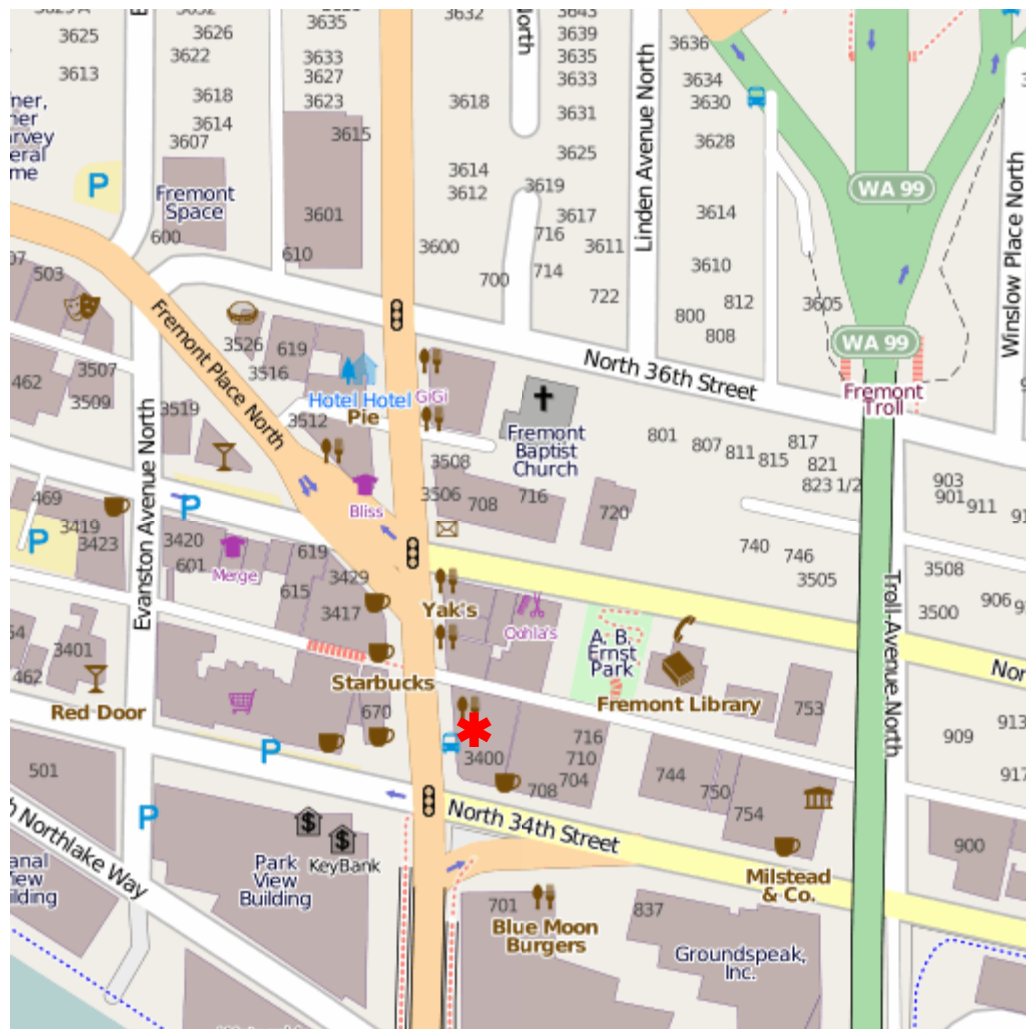 3625
3626
3635
3632
3643
3639
3636
3613
3622
3633
3635
3634
3627
3633
3630
3618
3623
3618
3631
3614
3615
3628
3607
3625
3614
3619
3612
3614
Fremont
Space
3601
3617
716
3611
600
610
3600
714
3610
700
722
812
3605
800
808
503
Linden Avenue North
Winslow Place North
WA 99
WA 99
North 36th Street
Fremont
Troll
Fremont Place North
3526
619
3516
3507
462
3509
3519
3512
Hotel Hotel
GiGi
Pie
Fremont
Baptist
Church
801
807
811
815
817
821
823 1/2
903
901
911
3508
3506
708
716
720
Bliss
Evanston Avenue North
469
3419
3423
3420
601
Merge
619
615
3429
3417
740
746
3505
3508
3500
906
Yak's
Oohla's
A. B.
Ernst
Park
Troll Avenue North
Fremont Library
3401
462
Red Door
Starbucks
670
753
913
909
917
716
3400
710
704
708
744
750
754
501
North 34th Street
900
Northlake Way
Park
View
Building
KeyBank
Milstead
& Co.
701
837
Blue Moon
Burgers
Groundspeak,
Inc.
P
P
P
P
P